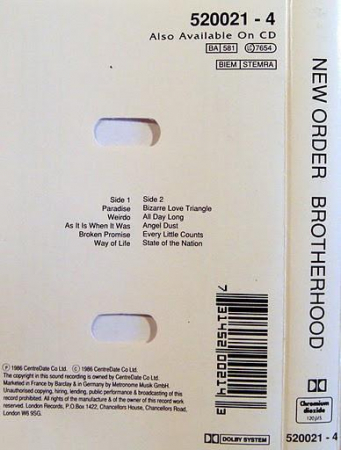 520021 - 4
Also Available On CD
BA 581 LC 7654
BIEM STEMRA
Side 1 Side 2
Paradise Bizarre Love Triangle
Weirdo All Day Long
As It Is When It Was Angel Dust
Broken Promise Every Little Counts
Way of Life State of the Nation
Ⓟ 1986 CentreDate Co Ltd. © 1986 CentreDate Co Ltd.
The copyright in this sound recording is owned by CentreDate Co Ltd.
Marketed in France by Barclay & in Germany by Metronome Musik GmbH.
Unauthorised copying, hiring, lending, public performance & broadcasting of this
record prohibited. All rights of the manufacture & of the owner of this record work
reserved. London Records, P.O.Box 1422, Chancellors House, Chancellors Road,
London W6 9SG.
DOLBY SYSTEM
NEW ORDER BROTHERHOOD
Chromium
dioxide
120µs
520021 - 4